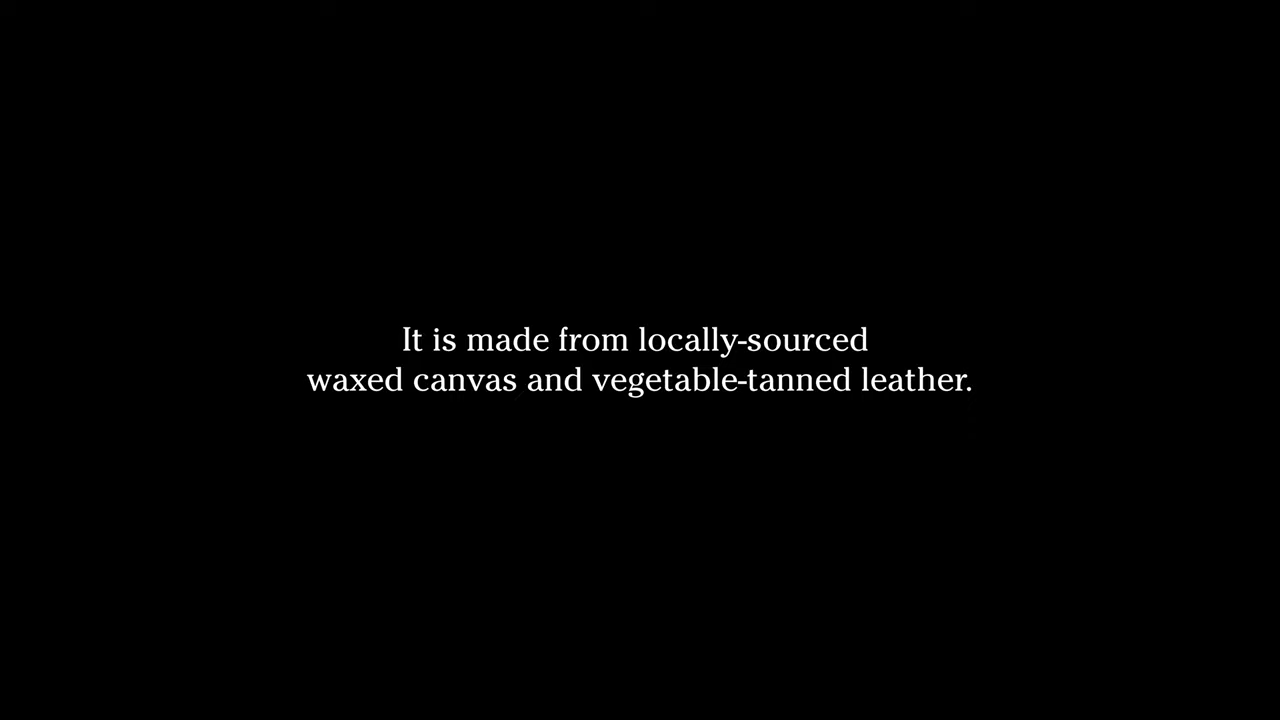 It is made from locally-sourced
waxed canvas and vegetable-tanned leather.